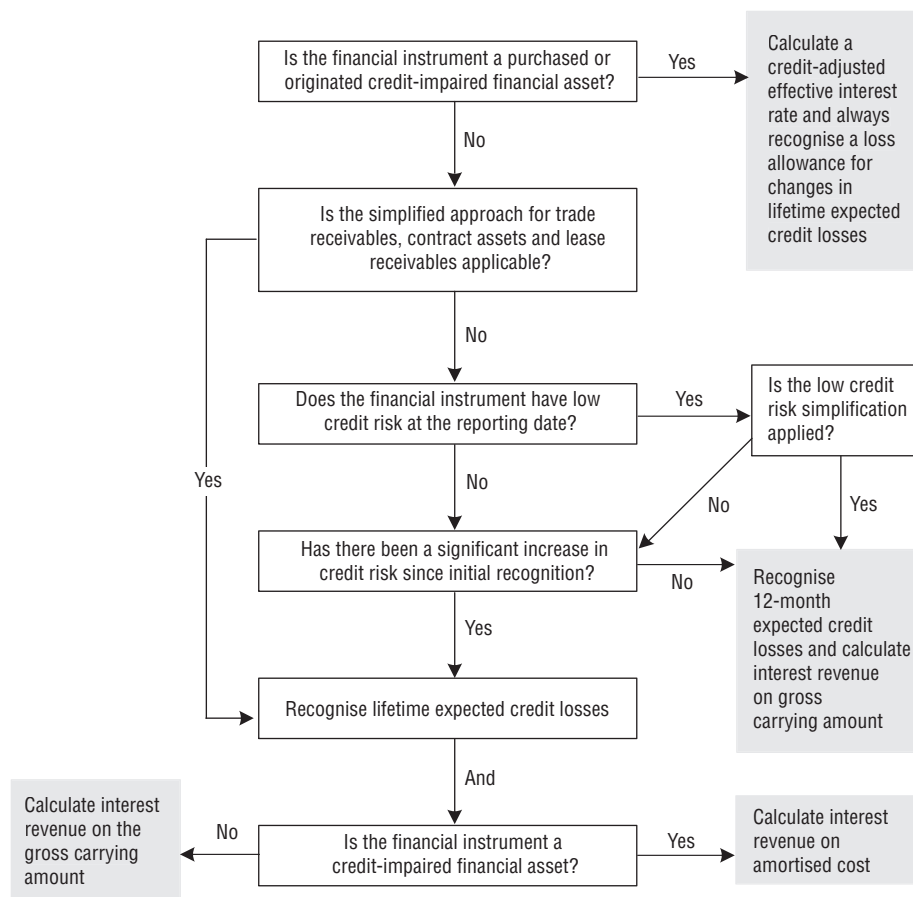 Is the financial instrument a purchased or
originated credit-impaired financial asset?
Yes
Calculate a
credit-adjusted
effective interest
rate and always
recognise a loss
allowance for
changes in
lifetime expected
credit losses
No
Is the simplified approach for trade
receivables, contract assets and lease
receivables applicable?
No
Does the financial instrument have low
credit risk at the reporting date?
Yes
Is the low credit
risk simplification
applied?
Yes
No
No
Yes
Has there been a significant increase in
credit risk since initial recognition?
No
Recognise
12-month
expected credit
losses and calculate
interest revenue
on gross
carrying amount
Yes
Recognise lifetime expected credit losses
And
Calculate interest
revenue on the
gross carrying
amount
No
Is the financial instrument a
credit-impaired financial asset?
Yes
Calculate interest
revenue on
amortised cost